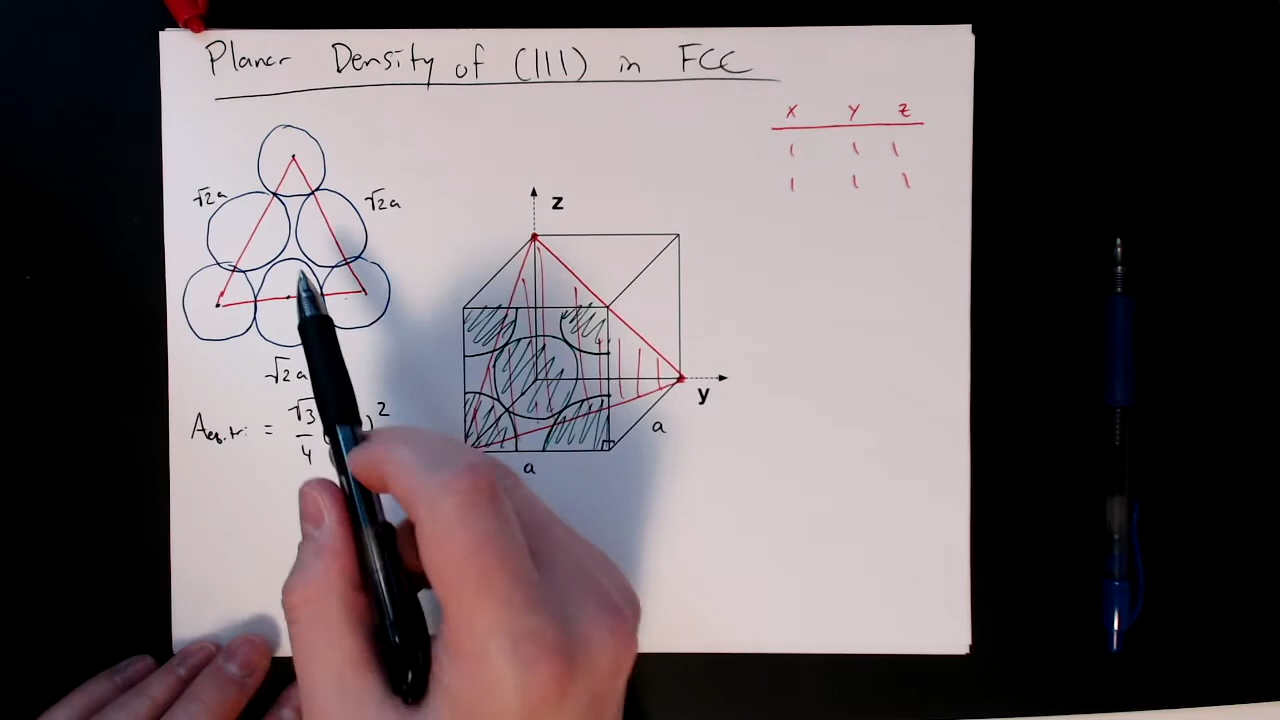 Planar Density of (111) in FCC
X Y Z
1 1 1
1 1 1
√2a √2a
z
y
a
√2a
a
A eq. tri. = √3/4 ( )²